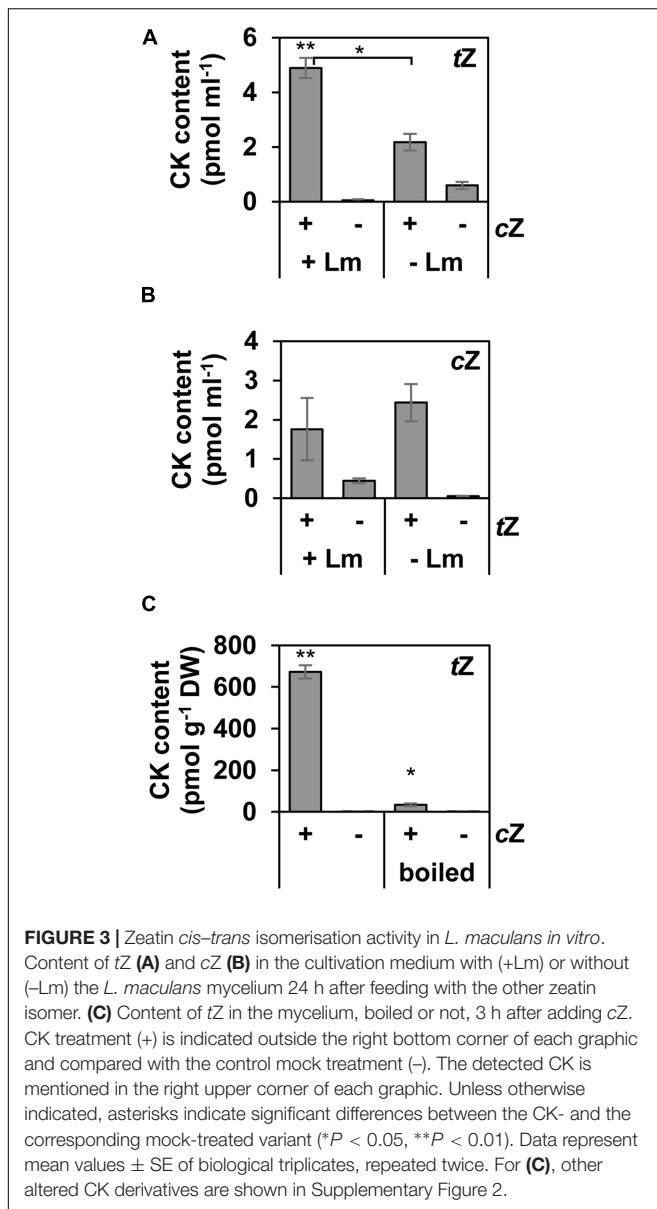 A
6
4
2
0
CK content
(pmol ml⁻¹)
** *
tZ
+ - + - cZ
+ Lm - Lm
B
4
3
2
1
0
CK content
(pmol ml⁻¹)
cZ
+ - + - tZ
+ Lm - Lm
C
800
600
400
200
0
CK content
(pmol g⁻¹ DW)
** *
tZ
+ - + - cZ
boiled
FIGURE 3 | Zeatin cis–trans isomerisation activity in L. maculans in vitro.
Content of tZ (A) and cZ (B) in the cultivation medium with (+Lm) or without
(–Lm) the L. maculans mycelium 24 h after feeding with the other zeatin
isomer. (C) Content of tZ in the mycelium, boiled or not, 3 h after adding cZ.
CK treatment (+) is indicated outside the right bottom corner of each graphic
and compared with the control mock treatment (–). The detected CK is
mentioned in the right upper corner of each graphic. Unless otherwise
indicated, asterisks indicate significant differences between the CK- and the
corresponding mock-treated variant (*P < 0.05, **P < 0.01). Data represent
mean values ± SE of biological triplicates, repeated twice. For (C), other
altered CK derivatives are shown in Supplementary Figure 2.